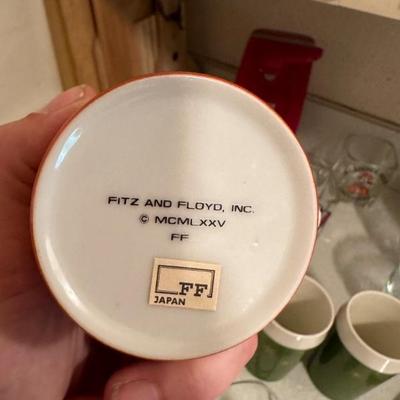 FITZ AND FLOYD, INC.
© MCMLXXV
FF
FF
JAPAN